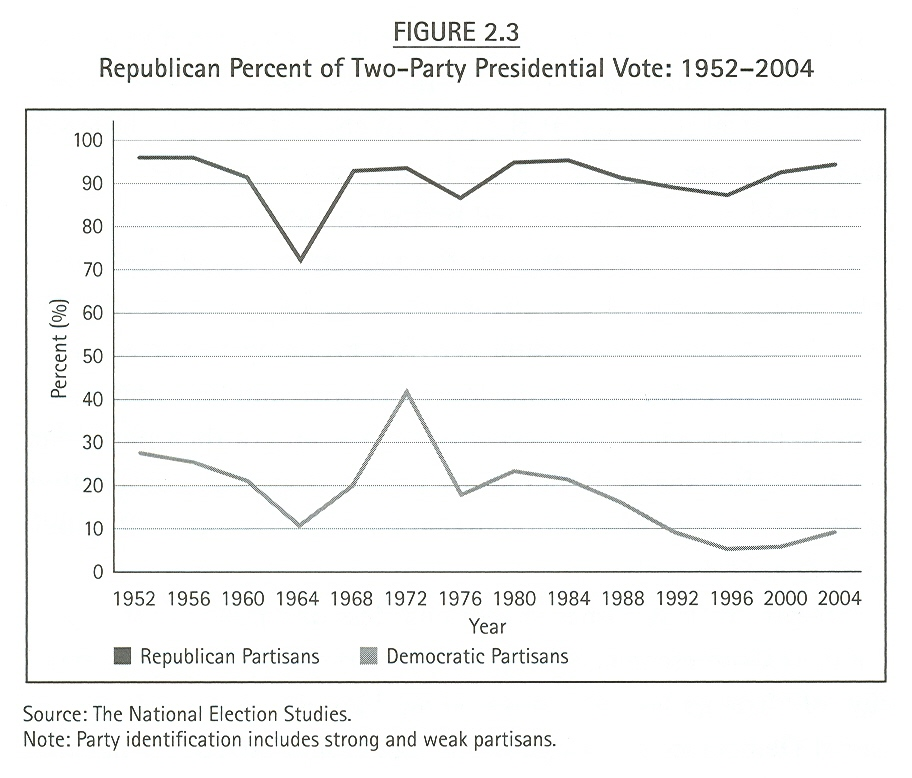 FIGURE 2.3
Republican Percent of Two-Party Presidential Vote: 1952–2004
100
90
80
70
60
50
40
30
20
10
0
Percent (%)
1952 1956 1960 1964 1968 1972 1976 1980 1984 1988 1992 1996 2000 2004
Year
Republican Partisans Democratic Partisans
Source: The National Election Studies.
Note: Party identification includes strong and weak partisans.